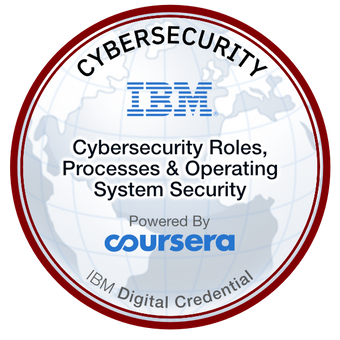 CYBERSECURITY
IBM
Cybersecurity Roles,
Processes & Operating
System Security
Powered By
coursera
IBM Digital Credential